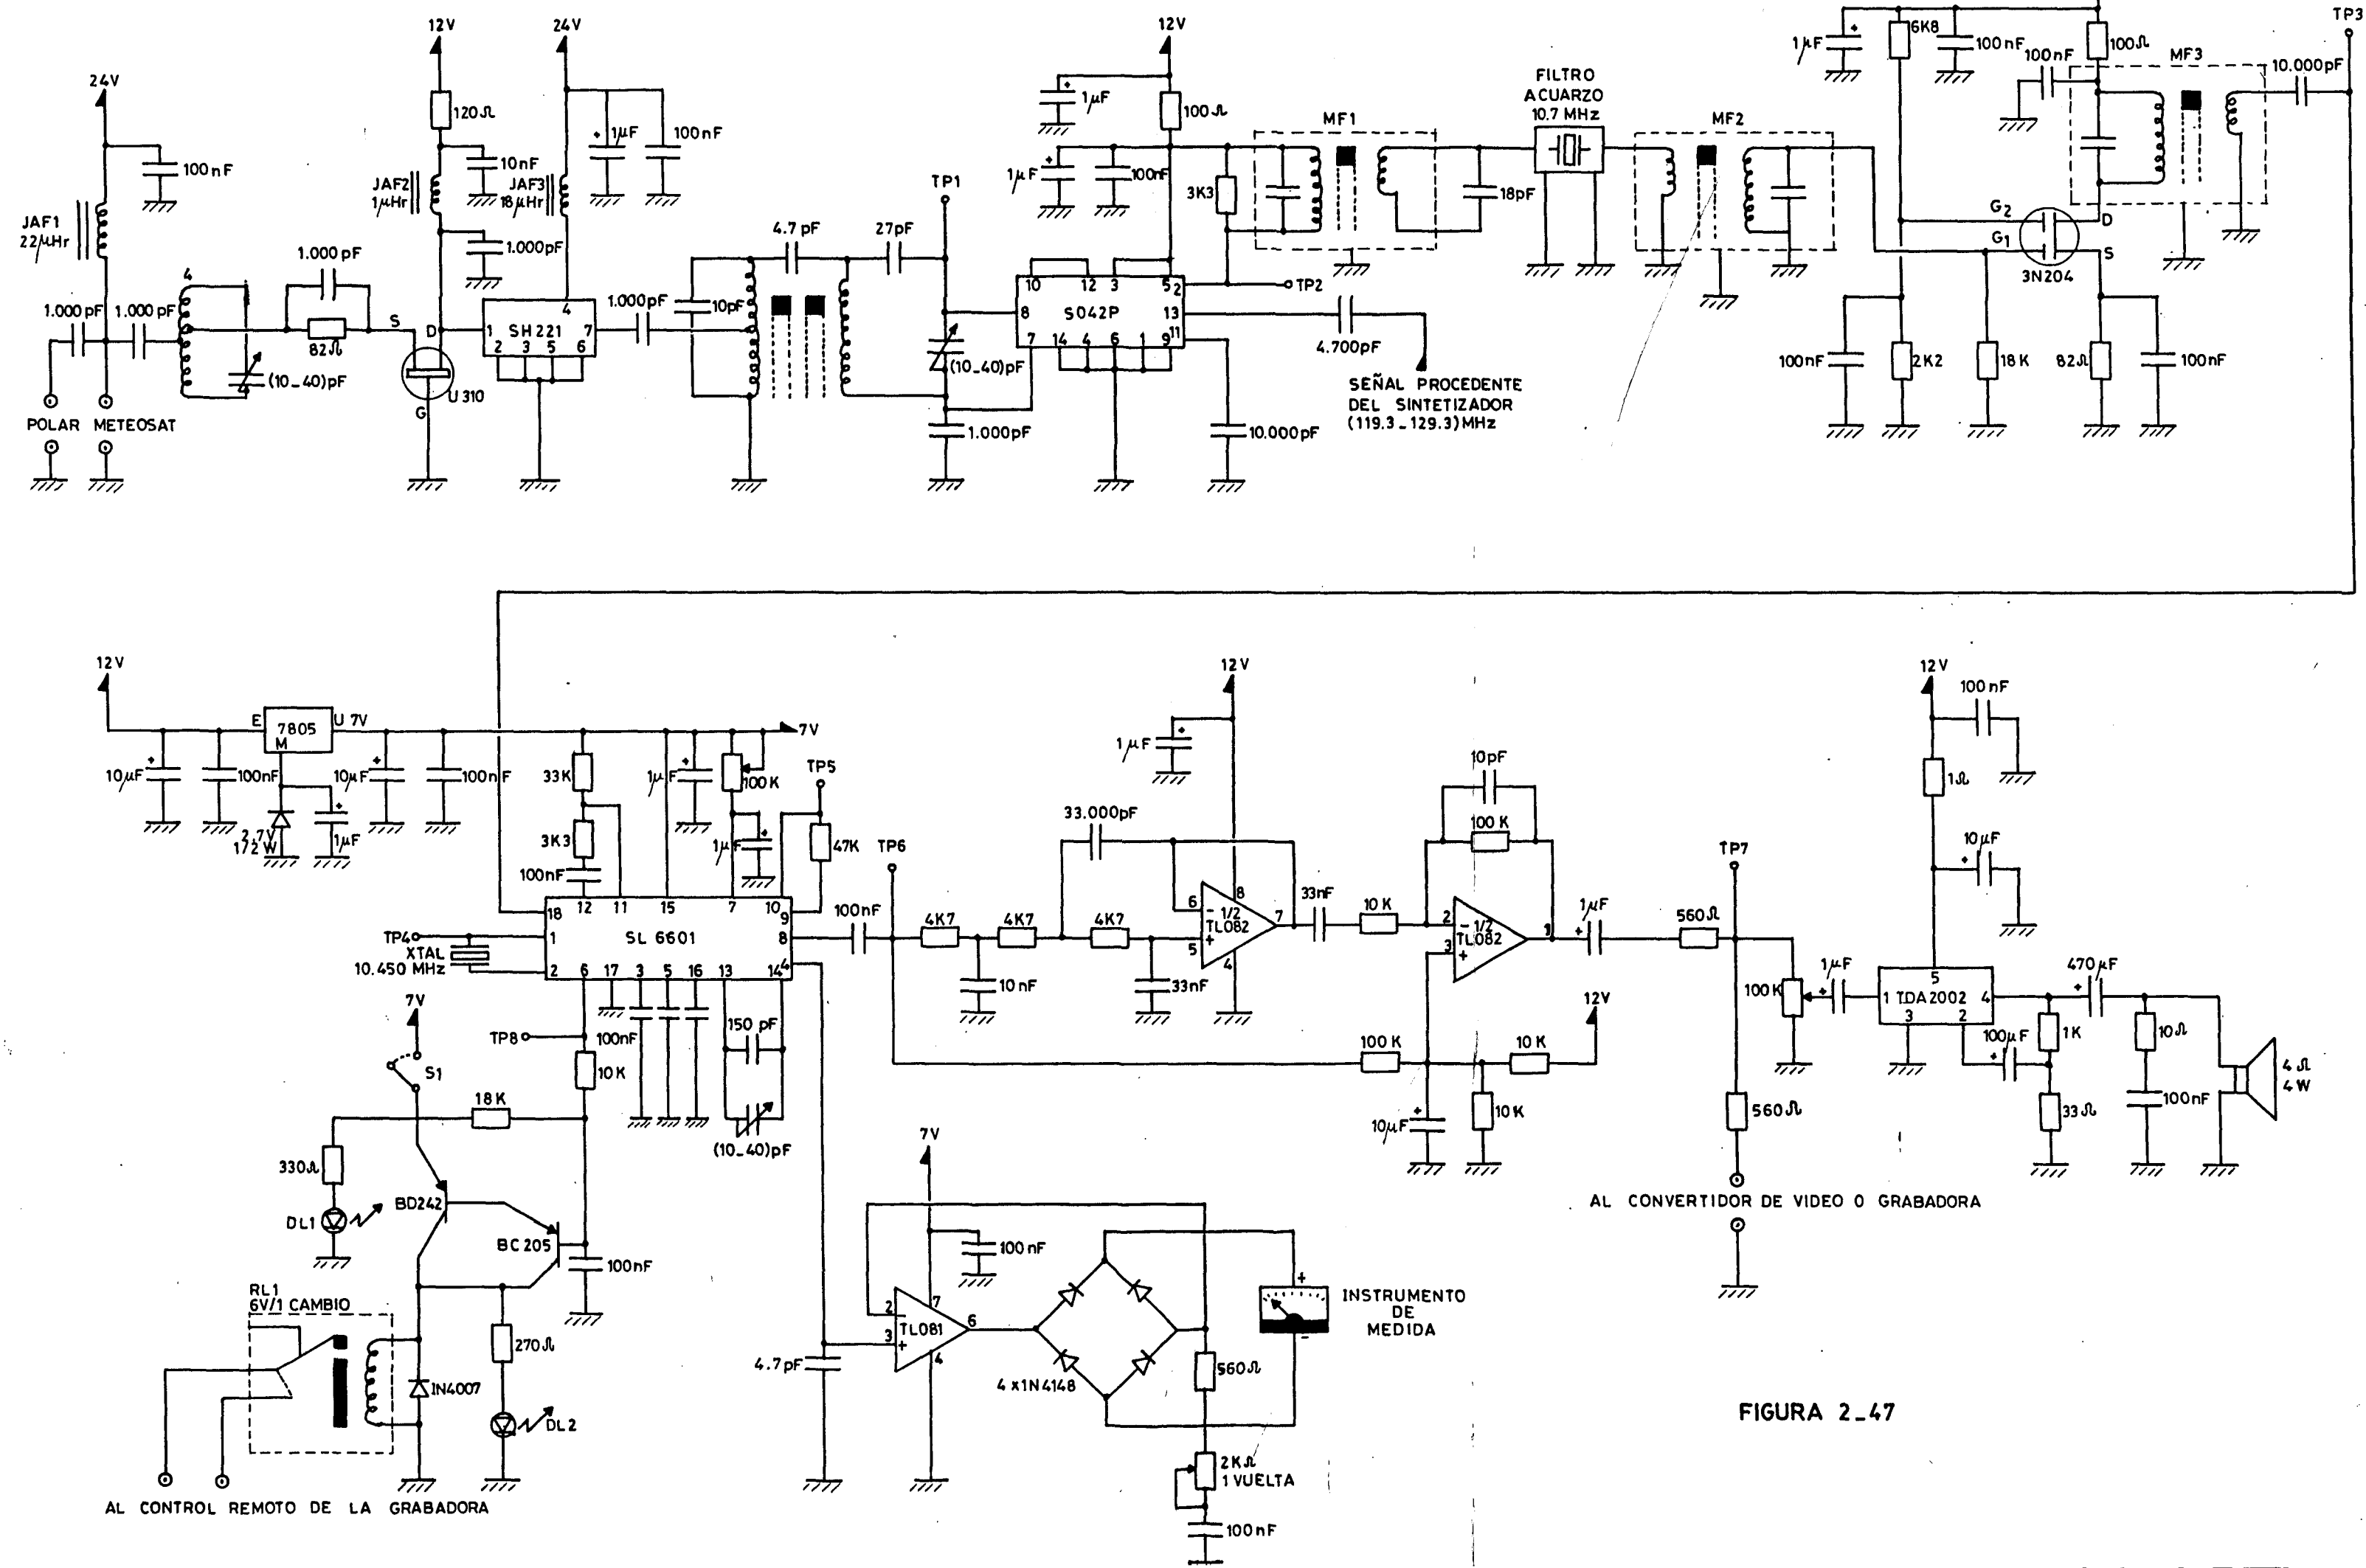 24V
100nF
JAF1
22µHr
1.000pF
1.000pF
POLAR METEOSAT
4
(10_40)pF
1.000pF
82Ω
S
D
G
U310
12V
120Ω
10nF
JAF2
1µHr
1.000pF
24V
1µF
100nF
JAF3
18µHr
4
1
SH221
7
2 3 5 6
1.000pF
10pF
4.7pF
27pF
TP1
(10_40)pF
1.000pF
12V
1µF
100Ω
1µF
100nF
3K3
10 12 3 5 2
8
SO42P
13
11
7 14 4 6 1 9
TP2
4.700pF
10.000pF
SEÑAL PROCEDENTE
DEL SINTETIZADOR
(119.3_129.3)MHz
MF1
18pF
FILTRO
A CUARZO
10.7 MHz
MF2
1µF
6K8
100nF
100Ω
100nF
MF3
10.000pF
TP3
G2
G1
D
S
3N204
100nF
2K2
18K
82Ω
100nF
12V
E
7805
M
U 7V
10µF
100nF
2.7V
1/2 W
1µF
10µF
100nF
33K
3K3
100nF
1µF
100K
1µF
7V
TP5
47K
18
12 11 15 7 10
9
TP4
1
SL 6601
8
XTAL
10.450 MHz
2
6 17 3 5 16 13 14 4
7V
S1
TP8
100nF
10K
150 pF
(10_40)pF
18K
330Ω
DL1
BD242
BC205
100nF
RL1
6V/1 CAMBIO
270Ω
1N4007
DL2
AL CONTROL REMOTO DE LA GRABADORA
100nF
TP6
4K7
4K7
4K7
10nF
33.000pF
33nF
12V
1µF
8
6
-
1/2
TL082
7
5
+
4
33nF
10K
10pF
100K
2
-
1/2
TL082
1
3
+
1µF
560Ω
TP7
100K
10K
12V
10µF
10K
560Ω
AL CONVERTIDOR DE VIDEO O GRABADORA
12V
100nF
1Ω
10µF
100K
1µF
5
1
TDA2002
4
3
2
470µF
100µF
1K
33Ω
10Ω
100nF
4Ω
4W
7V
100nF
2
-
7
TL081
6
3
+
4
4.7pF
4x1N4148
+
-
INSTRUMENTO
DE
MEDIDA
560Ω
2KΩ
1 VUELTA
100nF
FIGURA 2_47